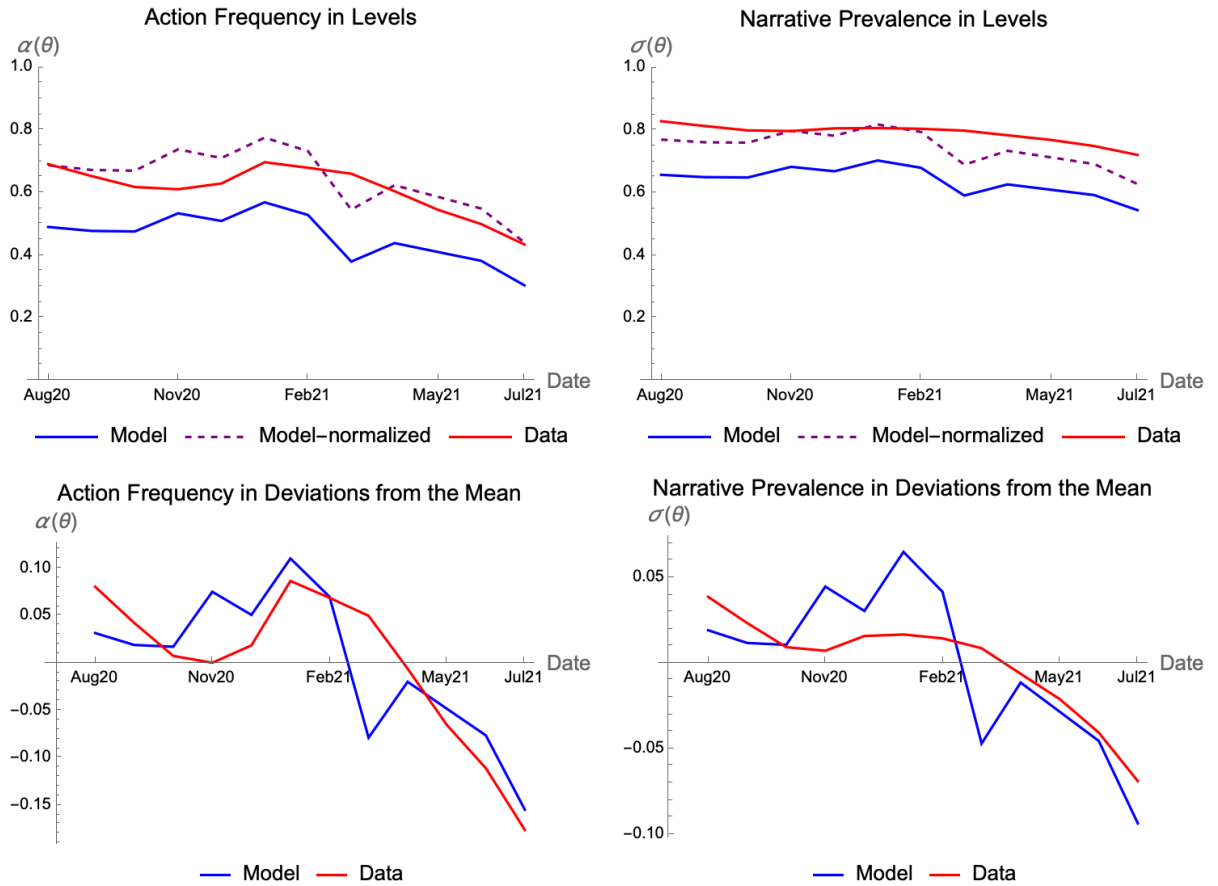 Action Frequency in Levels
α(θ)
1.0
0.8
0.6
0.4
0.2
Aug20 Nov20 Feb21 May21 Jul21 Date
Model Model-normalized Data
Narrative Prevalence in Levels
σ(θ)
1.0
0.8
0.6
0.4
0.2
Aug20 Nov20 Feb21 May21 Jul21 Date
Model Model-normalized Data
Action Frequency in Deviations from the Mean
α(θ)
0.10
0.05
Aug20 Nov20 Feb21 May21 Jul21 Date
−0.05
−0.10
−0.15
Model Data
Narrative Prevalence in Deviations from the Mean
σ(θ)
0.05
Aug20 Nov20 Feb21 May21 Jul21 Date
−0.05
−0.10
Model Data